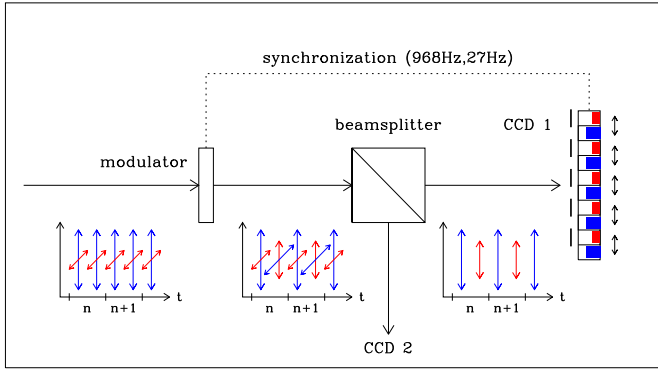 synchronization (968Hz,27Hz)
beamsplitter
CCD 1
modulator
t
n
n+1
t
n
n+1
t
n
n+1
CCD 2